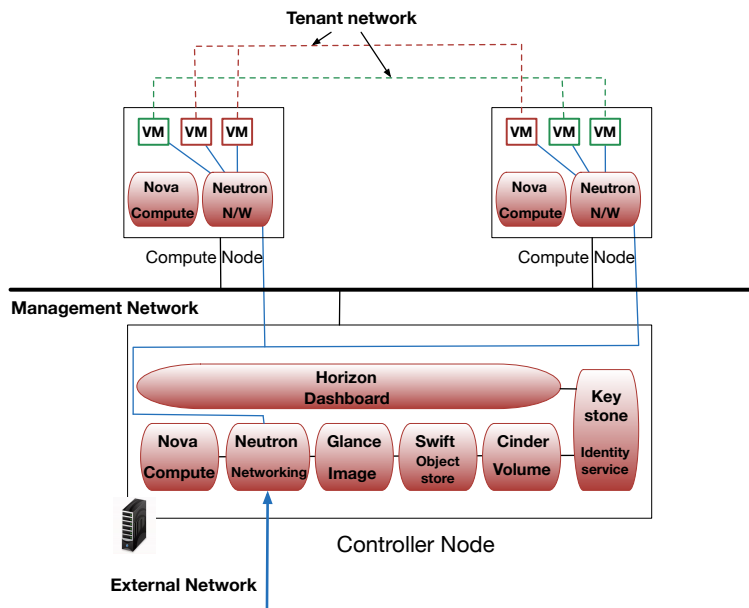 Tenant network
VM VM VM
VM VM VM
Nova
Compute
Neutron
N/W
Nova
Compute
Neutron
N/W
Compute Node
Compute Node
Management Network
Horizon
Dashboard
Key
stone
Identity
service
Nova
Compute
Neutron
Networking
Glance
Image
Swift
Object
store
Cinder
Volume
Controller Node
External Network